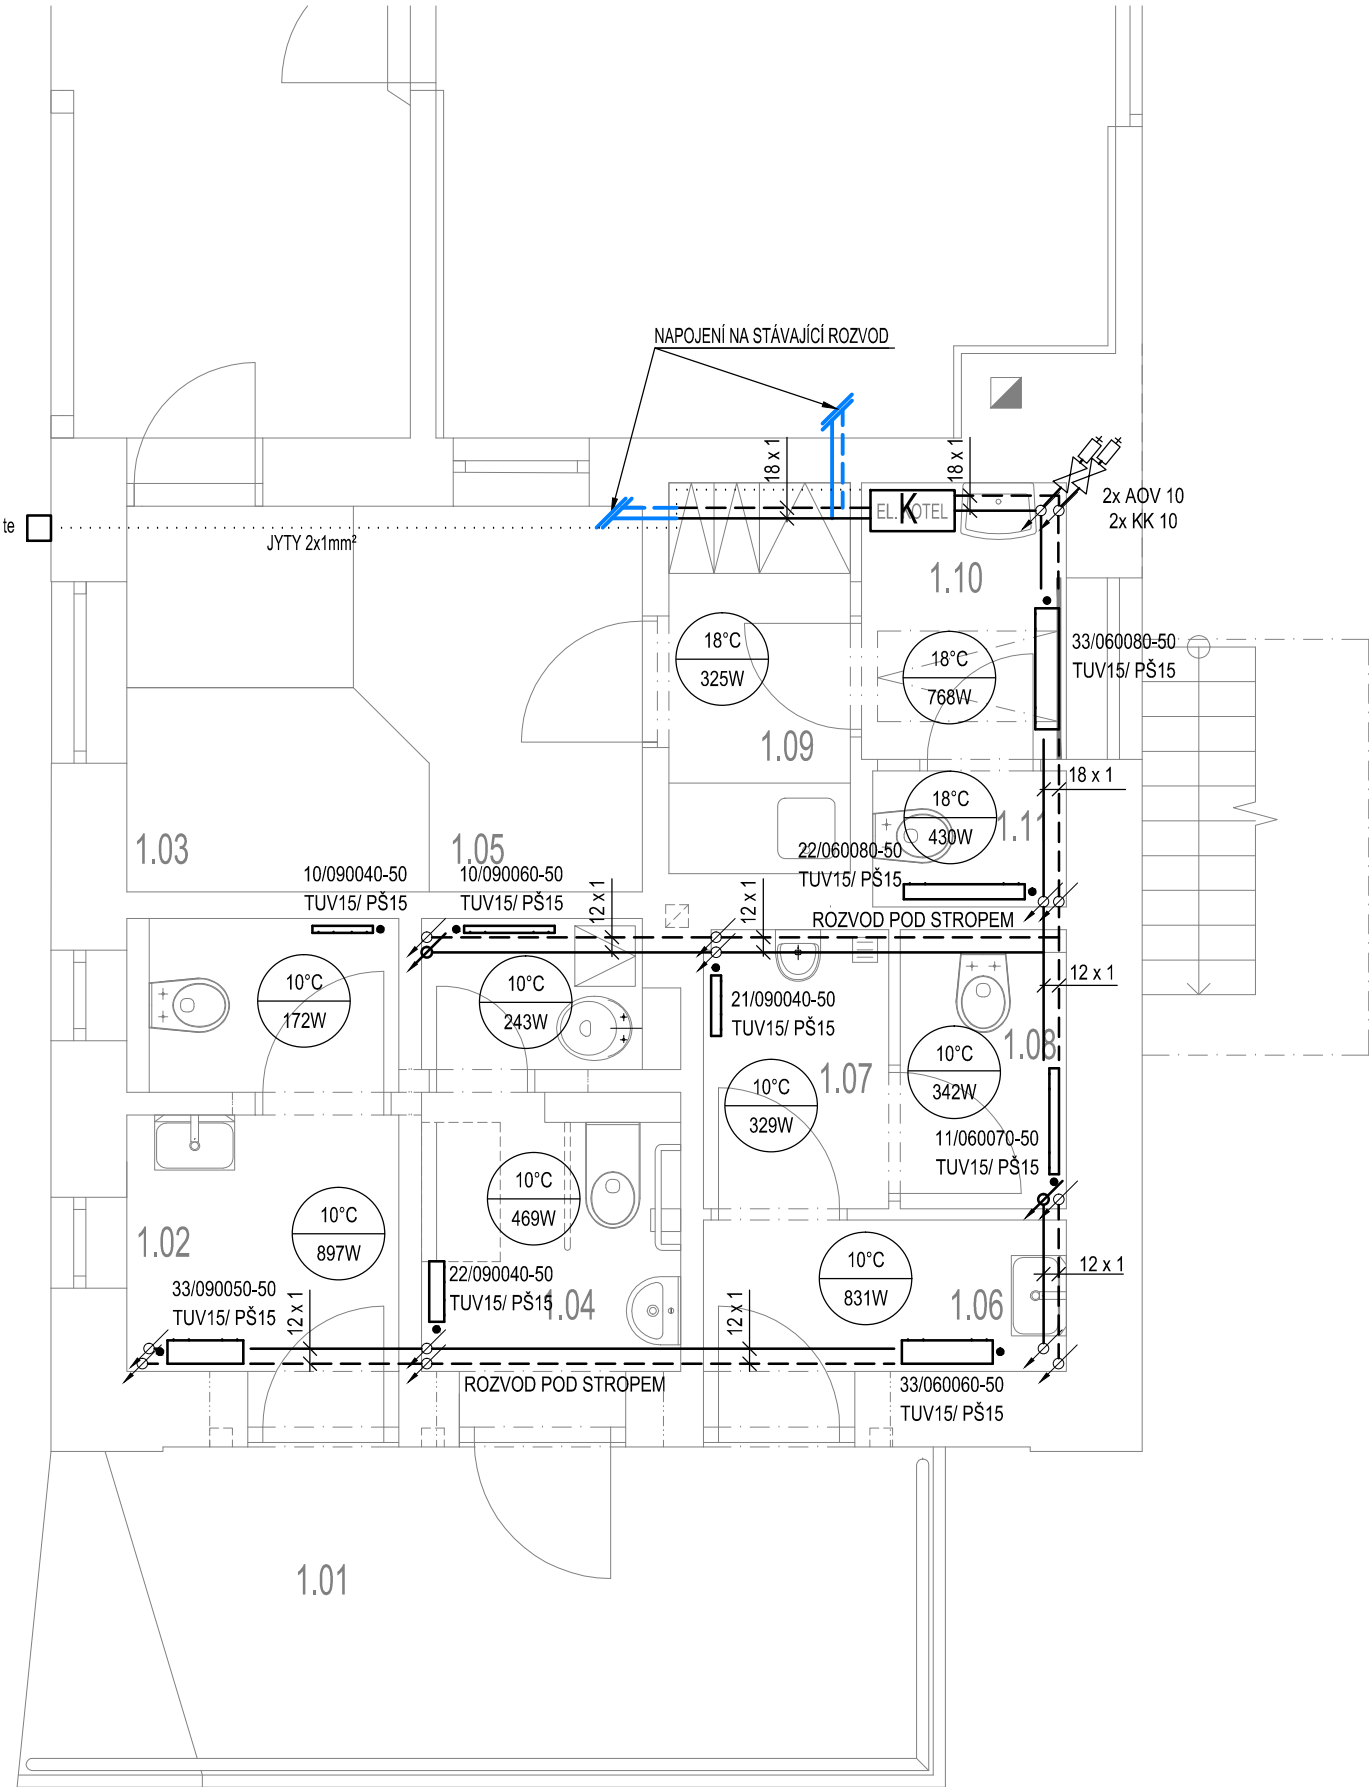 NAPOJENÍ NA STÁVAJÍCÍ ROZVOD
18 x 1
18 x 1
2x AOV 10
2x KK 10
EL. KOTEL
K
te
JYTY 2x1mm²
1.10
18°C
325W
18°C
768W
33/060080-50
TUV15/ PŠ15
1.09
18 x 1
18°C
430W
1.11
1.03
1.05
22/060080-50
TUV15/ PŠ15
10/090040-50
TUV15/ PŠ15
10/090060-50
TUV15/ PŠ15
12 x 1
12 x 1
ROZVOD POD STROPEM
12 x 1
10°C
172W
10°C
243W
21/090040-50
TUV15/ PŠ15
1.08
10°C
342W
1.07
10°C
329W
11/060070-50
TUV15/ PŠ15
10°C
469W
10°C
897W
1.02
10°C
831W
12 x 1
33/090050-50
TUV15/ PŠ15
12 x 1
22/090040-50
TUV15/ PŠ15
1.04
12 x 1
1.06
ROZVOD POD STROPEM
33/060060-50
TUV15/ PŠ15
1.01